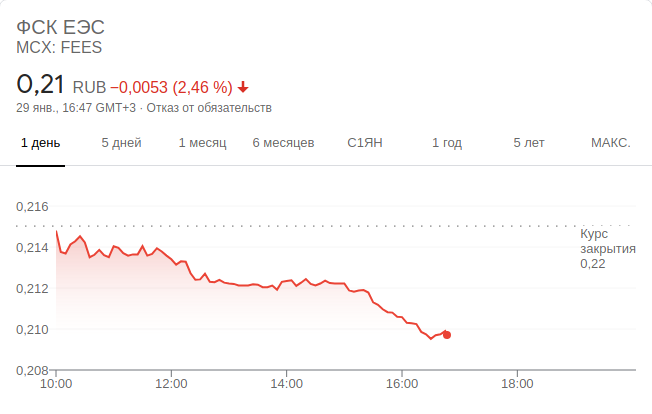 ФСК ЕЭС
MCX: FEES
0,21 RUB −0,0053 (2,46 %)
29 янв., 16:47 GMT+3 · Отказ от обязательств
1 день 5 дней 1 месяц 6 месяцев С1ЯН 1 год 5 лет МАКС.
0,216
Курс
закрытия
0,22
0,214
0,212
0,210
0,208
10:00 12:00 14:00 16:00 18:00